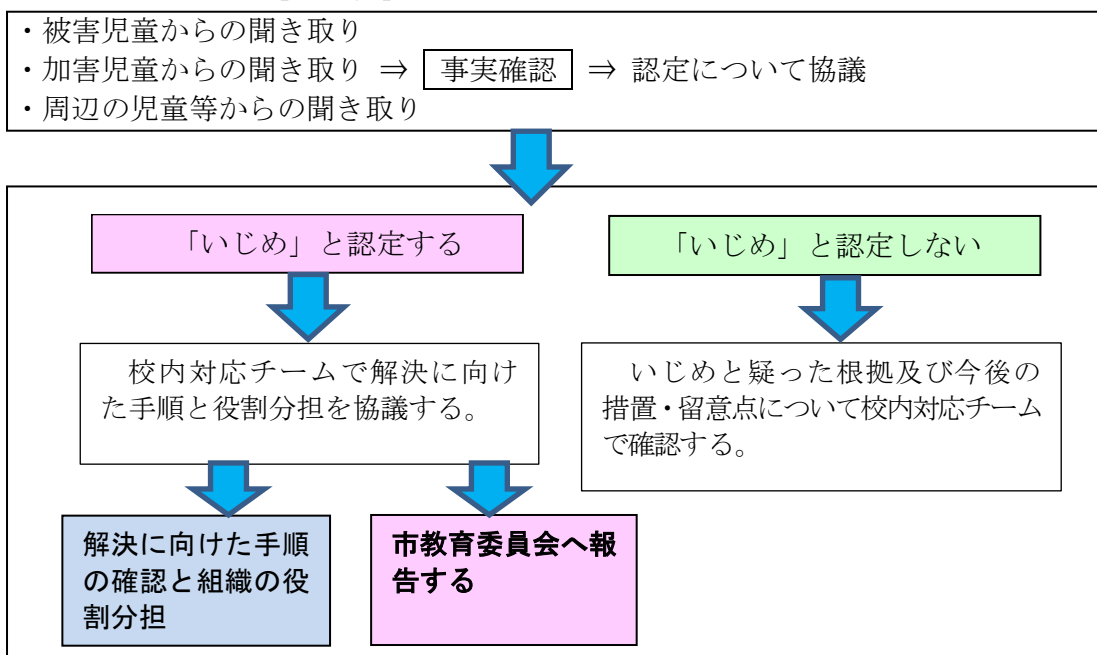 ・被害児童からの聞き取り
・加害児童からの聞き取り ⇒ 事実確認 ⇒ 認定について協議
・周辺の児童等からの聞き取り
「いじめ」と認定する
「いじめ」と認定しない
校内対応チームで解決に向け
た手順と役割分担を協議する。
いじめと疑った根拠及び今後の
措置・留意点について校内対応チーム
で確認する。
解決に向けた手順
の確認と組織の役
割分担
市教育委員会へ報
告する